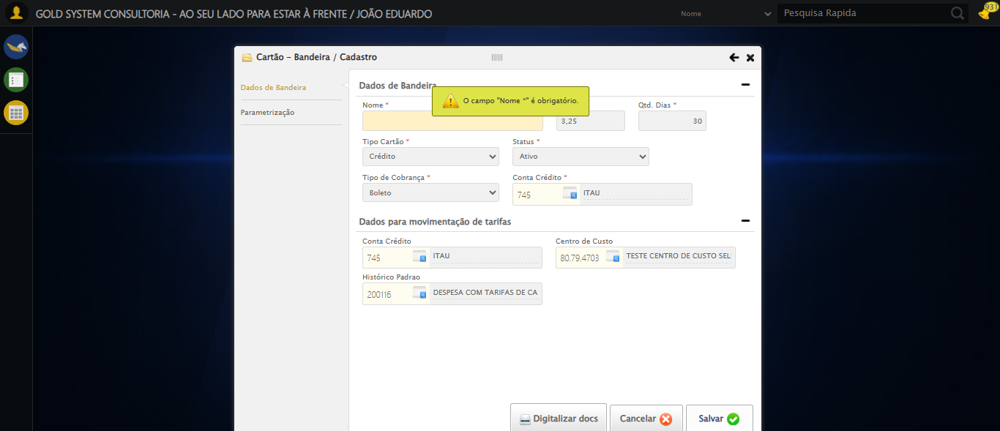 GOLD SYSTEM CONSULTORIA - AO SEU LADO PARA ESTAR À FRENTE / JOÃO EDUARDO
Nome
Pesquisa Rapida
931
Cartão - Bandeira / Cadastro
Dados de Bandeira
Parametrização
Dados de Bandeira
O campo "Nome *" é obrigatório.
Nome *
Qtd. Dias *
3,25
30
Tipo Cartão *
Status *
Crédito
Ativo
Tipo de Cobrança *
Conta Crédito *
Boleto
745
ITAU
Dados para movimentação de tarifas
Conta Crédito
Centro de Custo
745
ITAU
80.79.4703
TESTE CENTRO DE CUSTO SEL
Histórico Padrao
200116
DESPESA COM TARIFAS DE CA
Digitalizar docs
Cancelar
Salvar